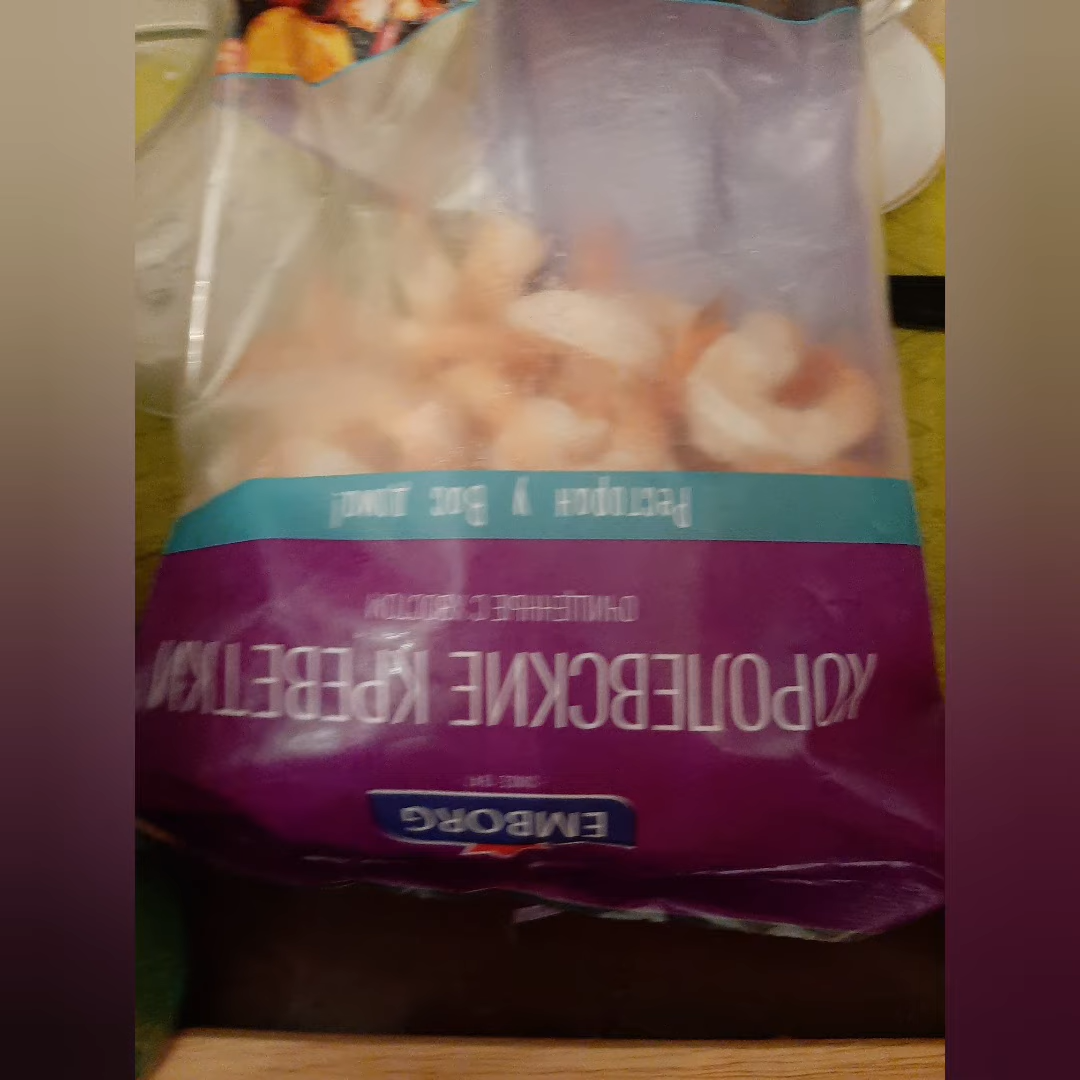 EMBORG
КОРОЛЕВСКИЕ КРЕВЕТКИ
ОЧИЩЕННЫЕ С ХВОСТОМ
Ресторан у Вас дома!